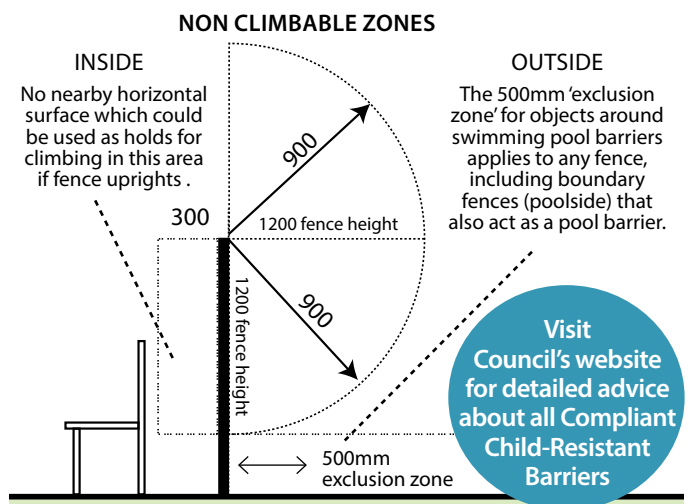 NON CLIMBABLE ZONES
INSIDE
No nearby horizontal
surface which could
be used as holds for
climbing in this area
if fence uprights .
OUTSIDE
The 500mm ‘exclusion
zone’ for objects around
swimming pool barriers
applies to any fence,
including boundary
fences (poolside) that
also act as a pool barrier.
900
300
1200 fence height
900
1200 fence height
500mm
exclusion zone
Visit
Council’s website
for detailed advice
about all Compliant
Child-Resistant
Barriers